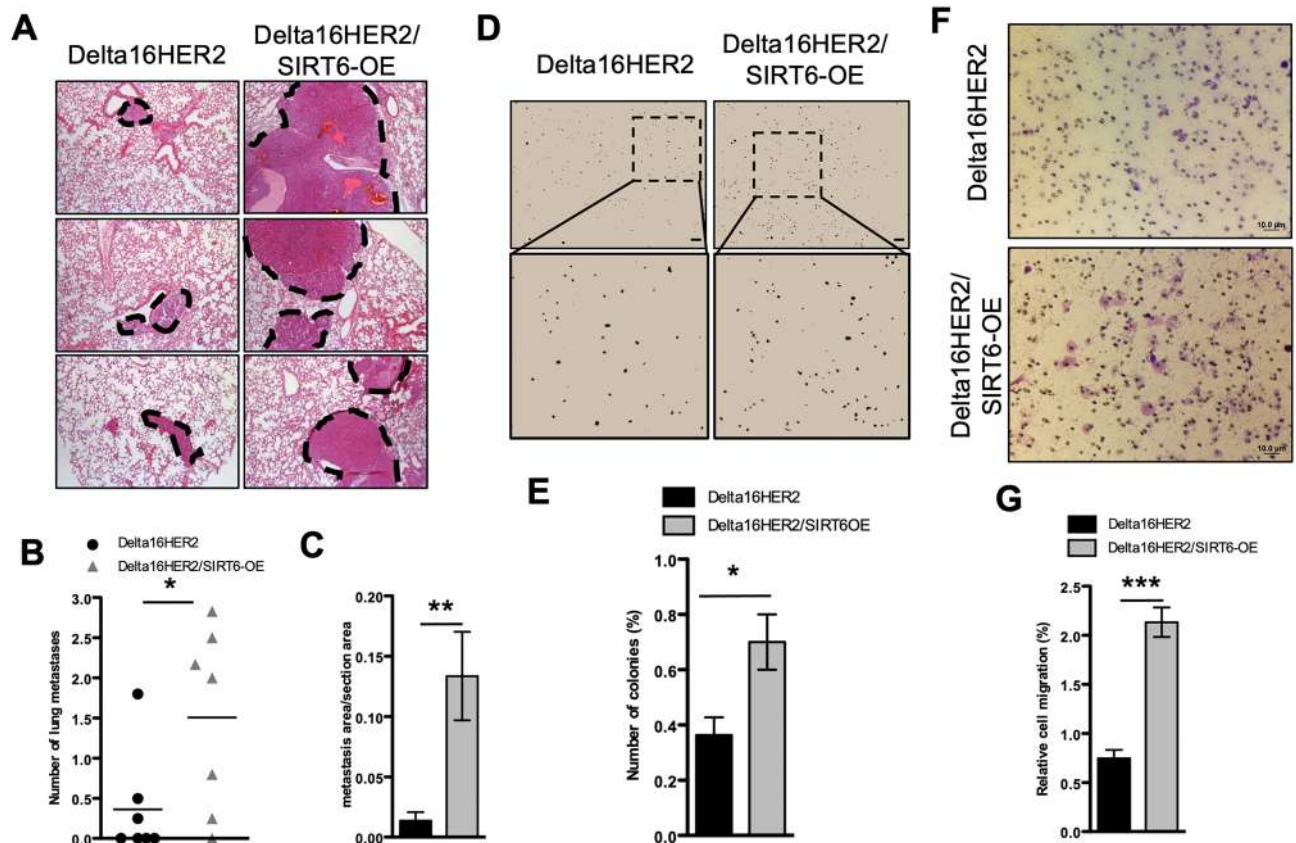 A
Delta16HER2
Delta16HER2/
SIRT6-OE
D
Delta16HER2
Delta16HER2/
SIRT6-OE
F
Delta16HER2
10.0 µm
Delta16HER2/
SIRT6-OE
10.0 µm
B
Delta16HER2
Delta16HER2/SIRT6-OE
*
Number of lung metastases
3.0
2.5
2.0
1.5
1.0
0.5
0.0
C
**
metastasis area/section area
0.20
0.15
0.10
0.05
0.00
E
Delta16HER2
Delta16HER2/SIRT6OE
*
Number of colonies (%)
1.0
0.8
0.6
0.4
0.2
0.0
G
Delta16HER2
Delta16HER2/SIRT6-OE
***
Relative cell migration (%)
2.5
2.0
1.5
1.0
0.5
0.0